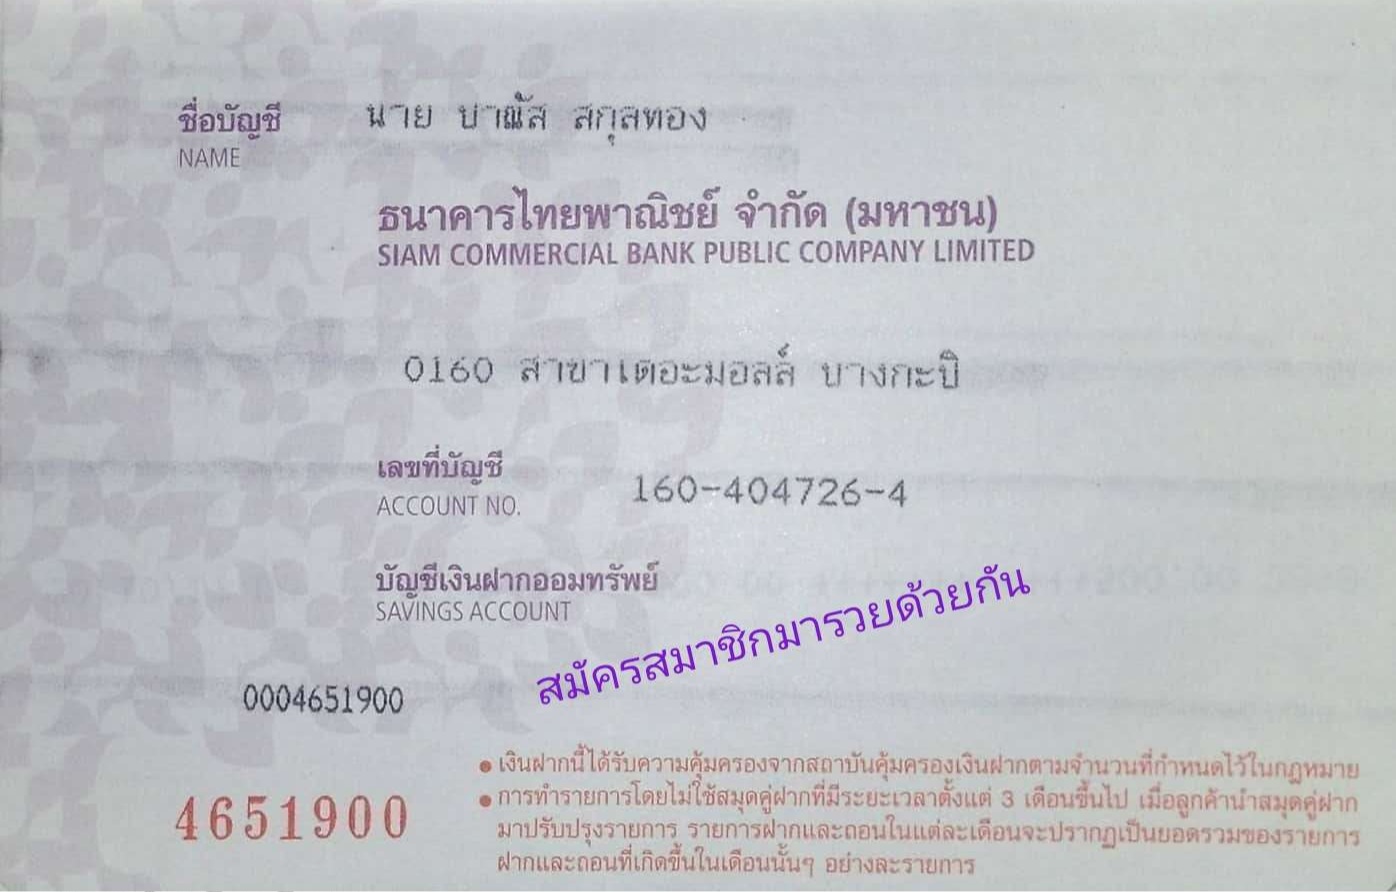 ชื่อบัญชี นาย ปาณัส สกุลทอง
NAME
ธนาคารไทยพาณิชย์ จำกัด (มหาชน)
SIAM COMMERCIAL BANK PUBLIC COMPANY LIMITED
0160 สาขาเดอะมอลล์ บางกะปิ
เลขที่บัญชี 160-404726-4
ACCOUNT NO.
บัญชีเงินฝากออมทรัพย์
SAVINGS ACCOUNT
สมัครสมาชิกมารวยด้วยกัน
0004651900
4651900
● เงินฝากนี้ได้รับความคุ้มครองจากสถาบันคุ้มครองเงินฝากตามจำนวนที่กำหนดไว้ในกฎหมาย
● การทำรายการโดยไม่ใช้สมุดคู่ฝากที่มีระยะเวลาตั้งแต่ 3 เดือนขึ้นไป เมื่อลูกค้านำสมุดคู่ฝาก
มาปรับปรุงรายการ รายการฝากและถอนในแต่ละเดือนจะปรากฏเป็นยอดรวมของรายการ
ฝากและถอนที่เกิดขึ้นในเดือนนั้นๆ อย่างละรายการ